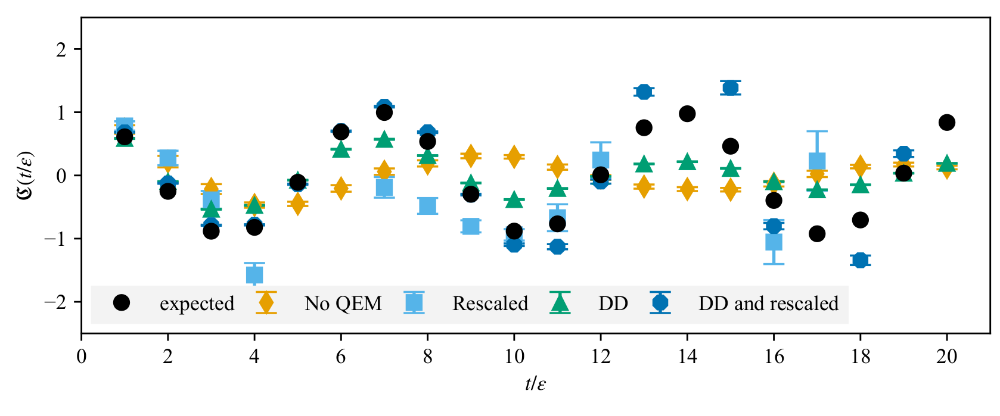 2
1
0
−1
−2
ℭ(t/ε)
expected No QEM Rescaled DD DD and rescaled
0 2 4 6 8 10 12 14 16 18 20
t/ε